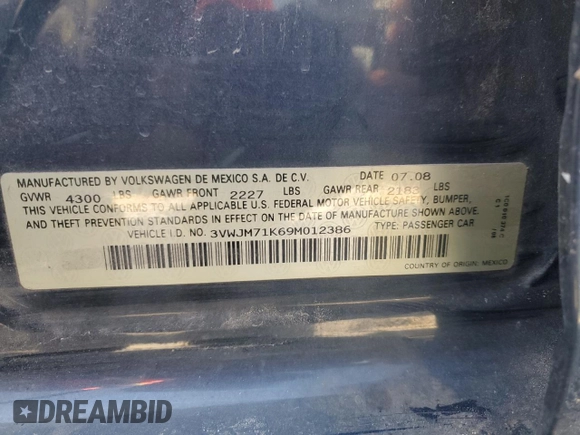 MANUFACTURED BY VOLKSWAGEN DE MEXICO S.A. DE C.V. DATE 07.08
GVWR 4300 LBS GAWR FRONT 2227 LBS GAWR REAR 2183 LBS
THIS VEHICLE CONFORMS TO ALL APPLICABLE U.S. FEDERAL MOTOR VEHICLE SAFETY, BUMPER,
AND THEFT PREVENTION STANDARDS IN EFFECT ON THE DATE OF MANUFACTURE SHOWN ABOVE.
VEHICLE I.D. NO. 3VWJM71K69M012386 TYPE: PASSENGER CAR
COUNTRY OF ORIGIN: MEXICO
DREAMBID